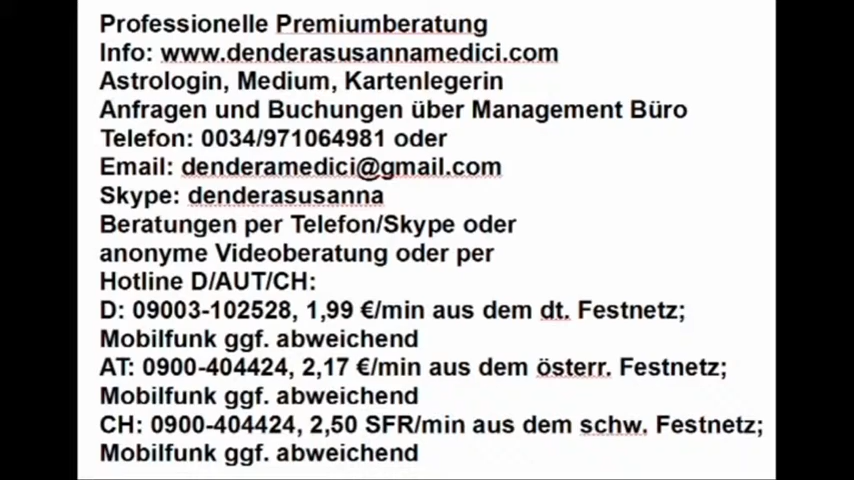 Professionelle Premiumberatung
Info: www.denderasusannamedici.com
Astrologin, Medium, Kartenlegerin
Anfragen und Buchungen über Management Büro
Telefon: 0034/971064981 oder
Email: denderamedici@gmail.com
Skype: denderasusanna
Beratungen per Telefon/Skype oder
anonyme Videoberatung oder per
Hotline D/AUT/CH:
D: 09003-102528, 1,99 €/min aus dem dt. Festnetz;
Mobilfunk ggf. abweichend
AT: 0900-404424, 2,17 €/min aus dem österr. Festnetz;
Mobilfunk ggf. abweichend
CH: 0900-404424, 2,50 SFR/min aus dem schw. Festnetz;
Mobilfunk ggf. abweichend